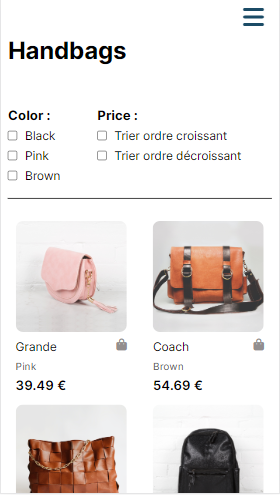 Handbags
Color :
Black
Pink
Brown
Price :
Trier ordre croissant
Trier ordre décroissant
Grande
Pink
39.49 €
Coach
Brown
54.69 €